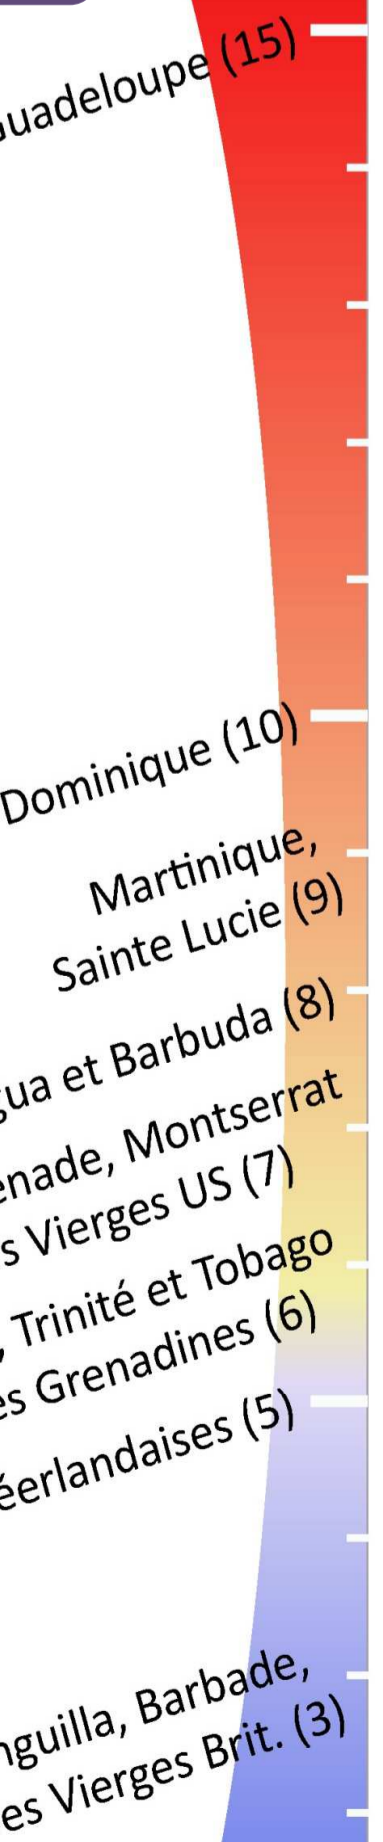 uadeloupe (15)
Dominique (10)
Martinique,
Sainte Lucie (9)
gua et Barbuda (8)
enade, Montserrat
s Vierges US (7)
, Trinité et Tobago
es Grenadines (6)
éerlandaises (5)
nguilla, Barbade,
es Vierges Brit. (3)